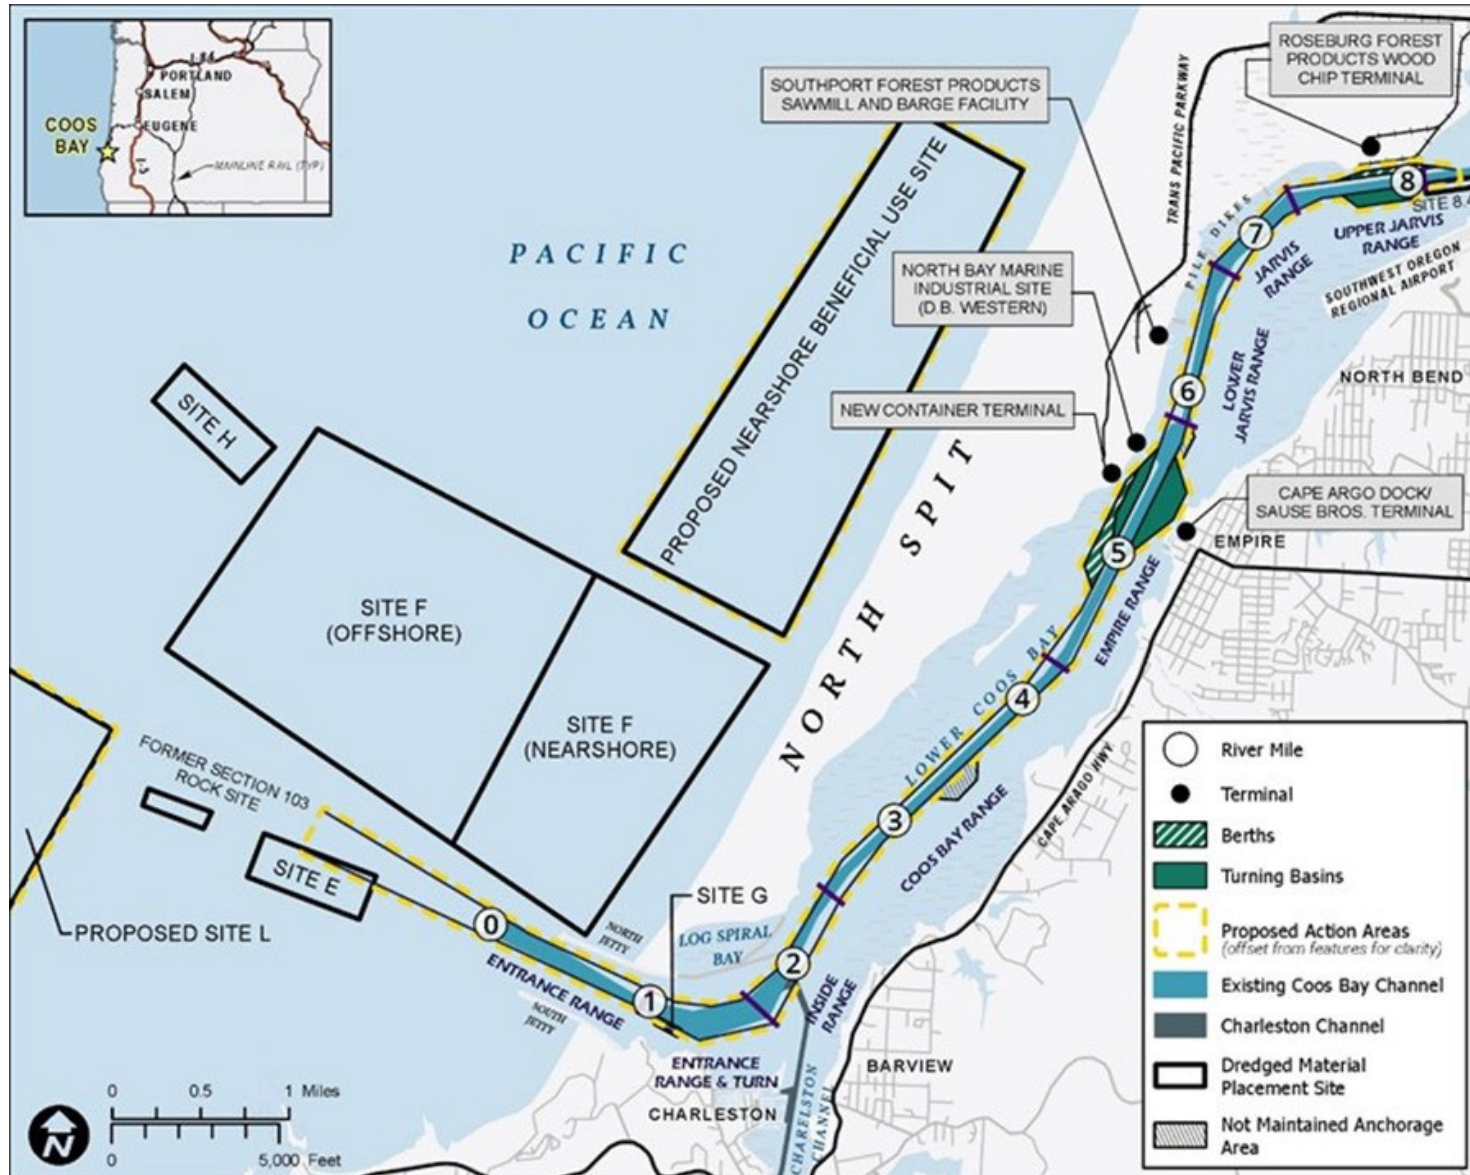 I-84
PORTLAND
SALEM
EUGENE
COOS
BAY
I-5
MAINLINE RAIL (TYP)
SOUTHPORT FOREST PRODUCTS
SAWMILL AND BARGE FACILITY
ROSEBURG FOREST
PRODUCTS WOOD
CHIP TERMINAL
TRANS PACIFIC PARKWAY
PACIFIC
OCEAN
PROPOSED NEARSHORE BENEFICIAL USE SITE
NORTH BAY MARINE
INDUSTRIAL SITE
(D.B. WESTERN)
NEW CONTAINER TERMINAL
PILE DIKES
8
SITE 8.4
7
JARVIS
RANGE
UPPER JARVIS
RANGE
SOUTHWEST OREGON
REGIONAL AIRPORT
6
LOWER
JARVIS RANGE
NORTH BEND
CAPE ARGO DOCK/
SAUSE BROS. TERMINAL
EMPIRE
5
EMPIRE RANGE
SITE H
SITE F
(OFFSHORE)
SITE F
(NEARSHORE)
NORTH SPIT
LOWER COOS BAY
4
3
COOS BAY RANGE
CAPE ARAGO HWY
FORMER SECTION 103
ROCK SITE
SITE E
PROPOSED SITE L
0
SITE G
NORTH
JETTY
LOG SPIRAL
BAY
2
ENTRANCE RANGE
1
SOUTH
JETTY
INSIDE
RANGE
ENTRANCE
RANGE & TURN
CHARLESTON
BARVIEW
CHARELSTON
CHANNEL
0 0.5 1 Miles
N
0 5,000 Feet
River Mile
Terminal
Berths
Turning Basins
Proposed Action Areas
(offset from features for clarity)
Existing Coos Bay Channel
Charleston Channel
Dredged Material
Placement Site
Not Maintained Anchorage
Area